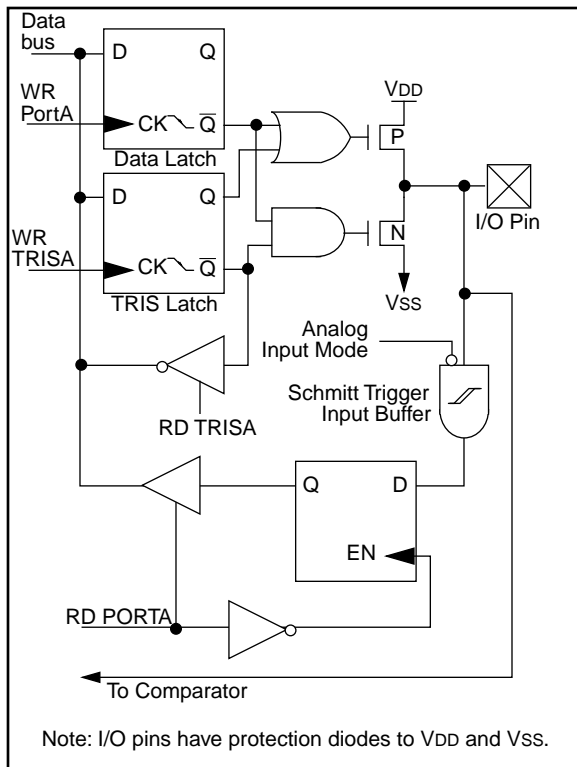 Data
bus
D Q
VDD
WR
PortA
CK Q
P
Data Latch
D Q
I/O Pin
N
WR
TRISA
CK Q
VSS
TRIS Latch
Analog
Input Mode
Schmitt Trigger
Input Buffer
RD TRISA
Q D
EN
RD PORTA
To Comparator
Note: I/O pins have protection diodes to VDD and VSS.